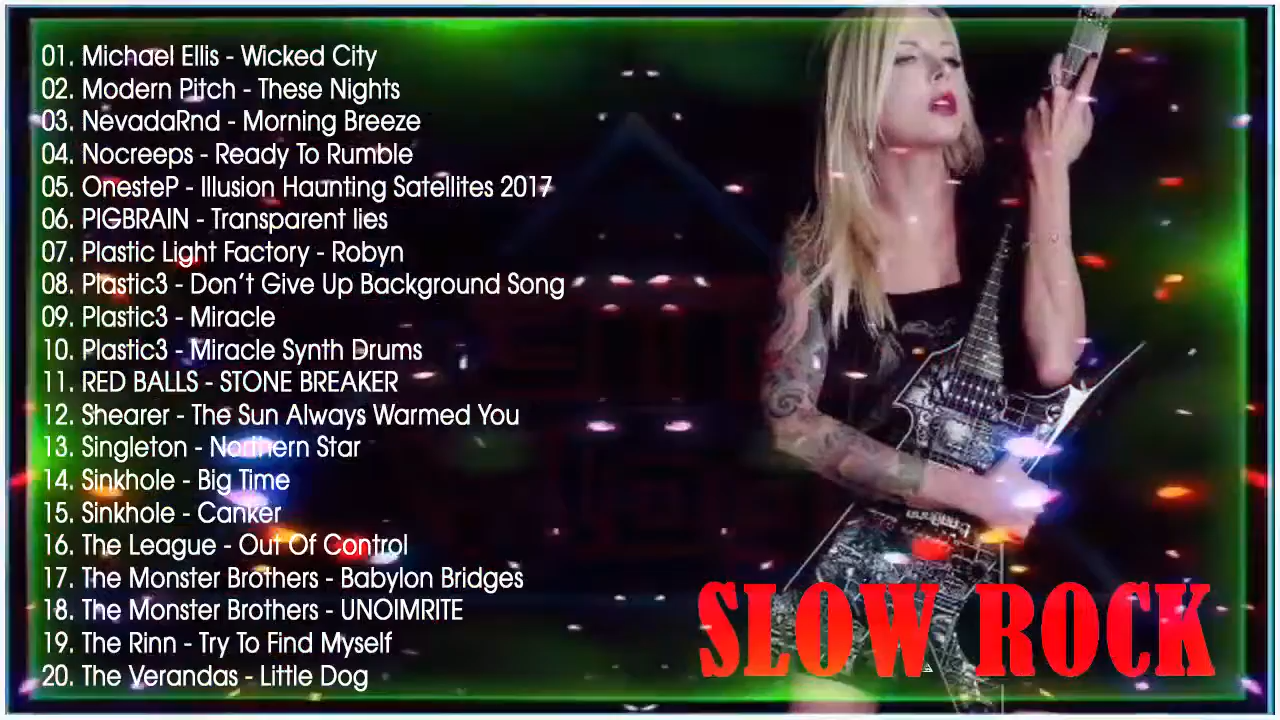 01. Michael Ellis - Wicked City
02. Modern Pitch - These Nights
03. NevadaRnd - Morning Breeze
04. Nocreeps - Ready To Rumble
05. OnesteP - Illusion Haunting Satellites 2017
06. PIGBRAIN - Transparent lies
07. Plastic Light Factory - Robyn
08. Plastic3 - Don't Give Up Background Song
09. Plastic3 - Miracle
10. Plastic3 - Miracle Synth Drums
11. RED BALLS - STONE BREAKER
12. Shearer - The Sun Always Warmed You
13. Singleton - Northern Star
14. Sinkhole - Big Time
15. Sinkhole - Canker
16. The League - Out Of Control
17. The Monster Brothers - Babylon Bridges
18. The Monster Brothers - UNOIMRITE
19. The Rinn - Try To Find Myself
20. The Verandas - Little Dog
SLOW ROCK